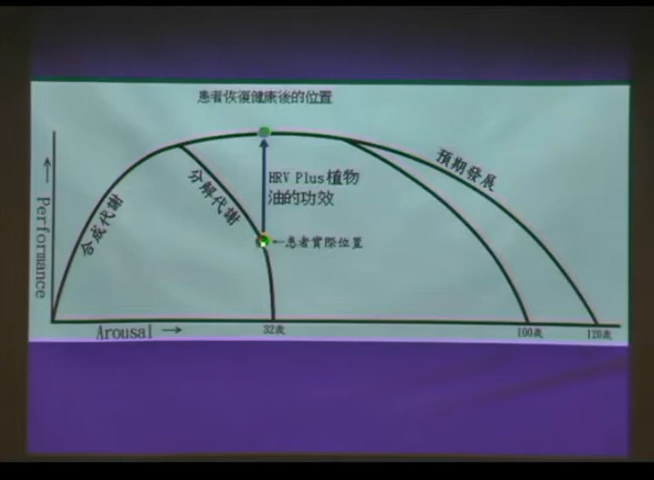 患者恢復健康後的位置
預期發展
HRV Plus植物
油的功效
分解代謝
合成代謝
←患者實際位置
Performance →
Arousal →
32歲
100歲
120歲